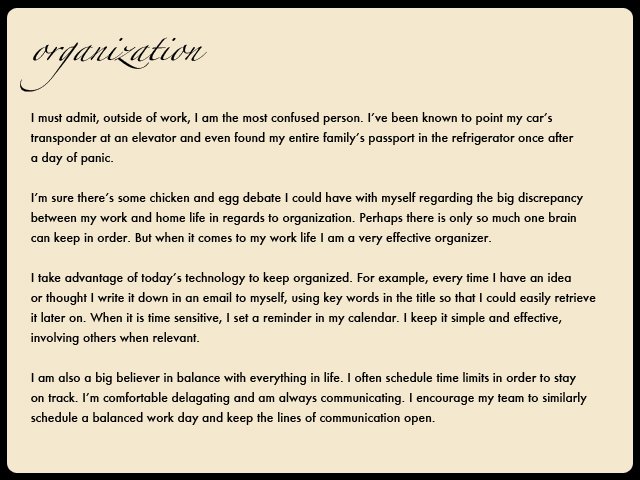 organization
I must admit, outside of work, I am the most confused person. I've been known to point my car's
transponder at an elevator and even found my entire family's passport in the refrigerator once after
a day of panic.
I'm sure there's some chicken and egg debate I could have with myself regarding the big discrepancy
between my work and home life in regards to organization. Perhaps there is only so much one brain
can keep in order. But when it comes to my work life I am a very effective organizer.
I take advantage of today's technology to keep organized. For example, every time I have an idea
or thought I write it down in an email to myself, using key words in the title so that I could easily retrieve
it later on. When it is time sensitive, I set a reminder in my calendar. I keep it simple and effective,
involving others when relevant.
I am also a big believer in balance with everything in life. I often schedule time limits in order to stay
on track. I'm comfortable delagating and am always communicating. I encourage my team to similarly
schedule a balanced work day and keep the lines of communication open.